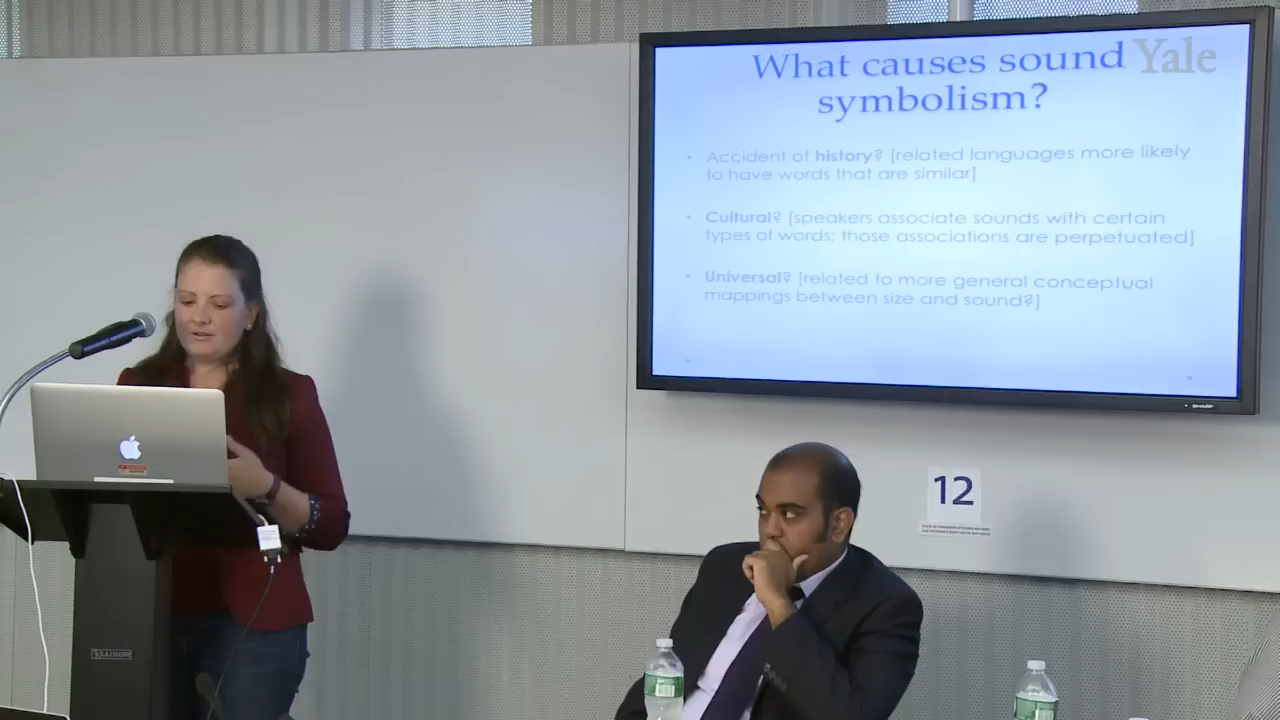 What causes sound
symbolism?
Yale
• Accident of history? [related languages more likely
to have words that are similar]
• Cultural? [speakers associate sounds with certain
types of words; those associations are perpetuated]
• Universal? [related to more general conceptual
mappings between size and sound?]
SHARP
12
LUXOR